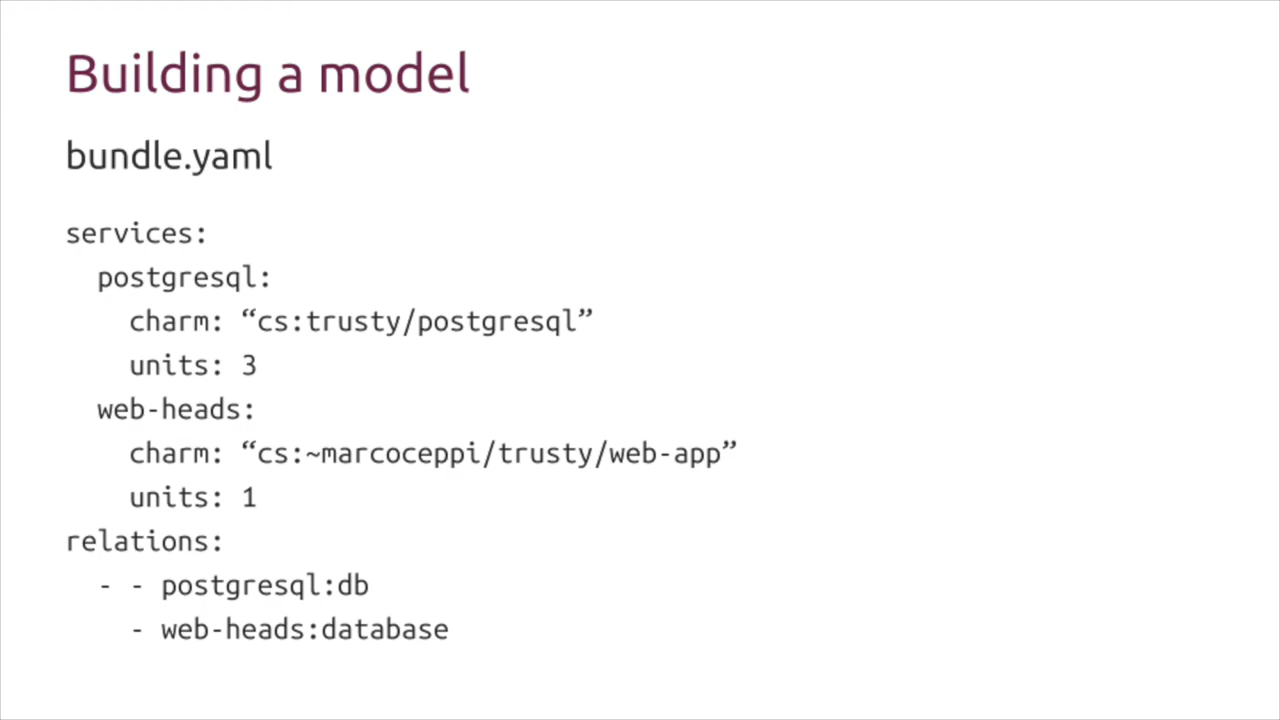 Building a model
bundle.yaml
services:
  postgresql:
    charm: “cs:trusty/postgresql”
    units: 3
  web-heads:
    charm: “cs:~marcoceppi/trusty/web-app”
    units: 1
relations:
  - - postgresql:db
    - web-heads:database